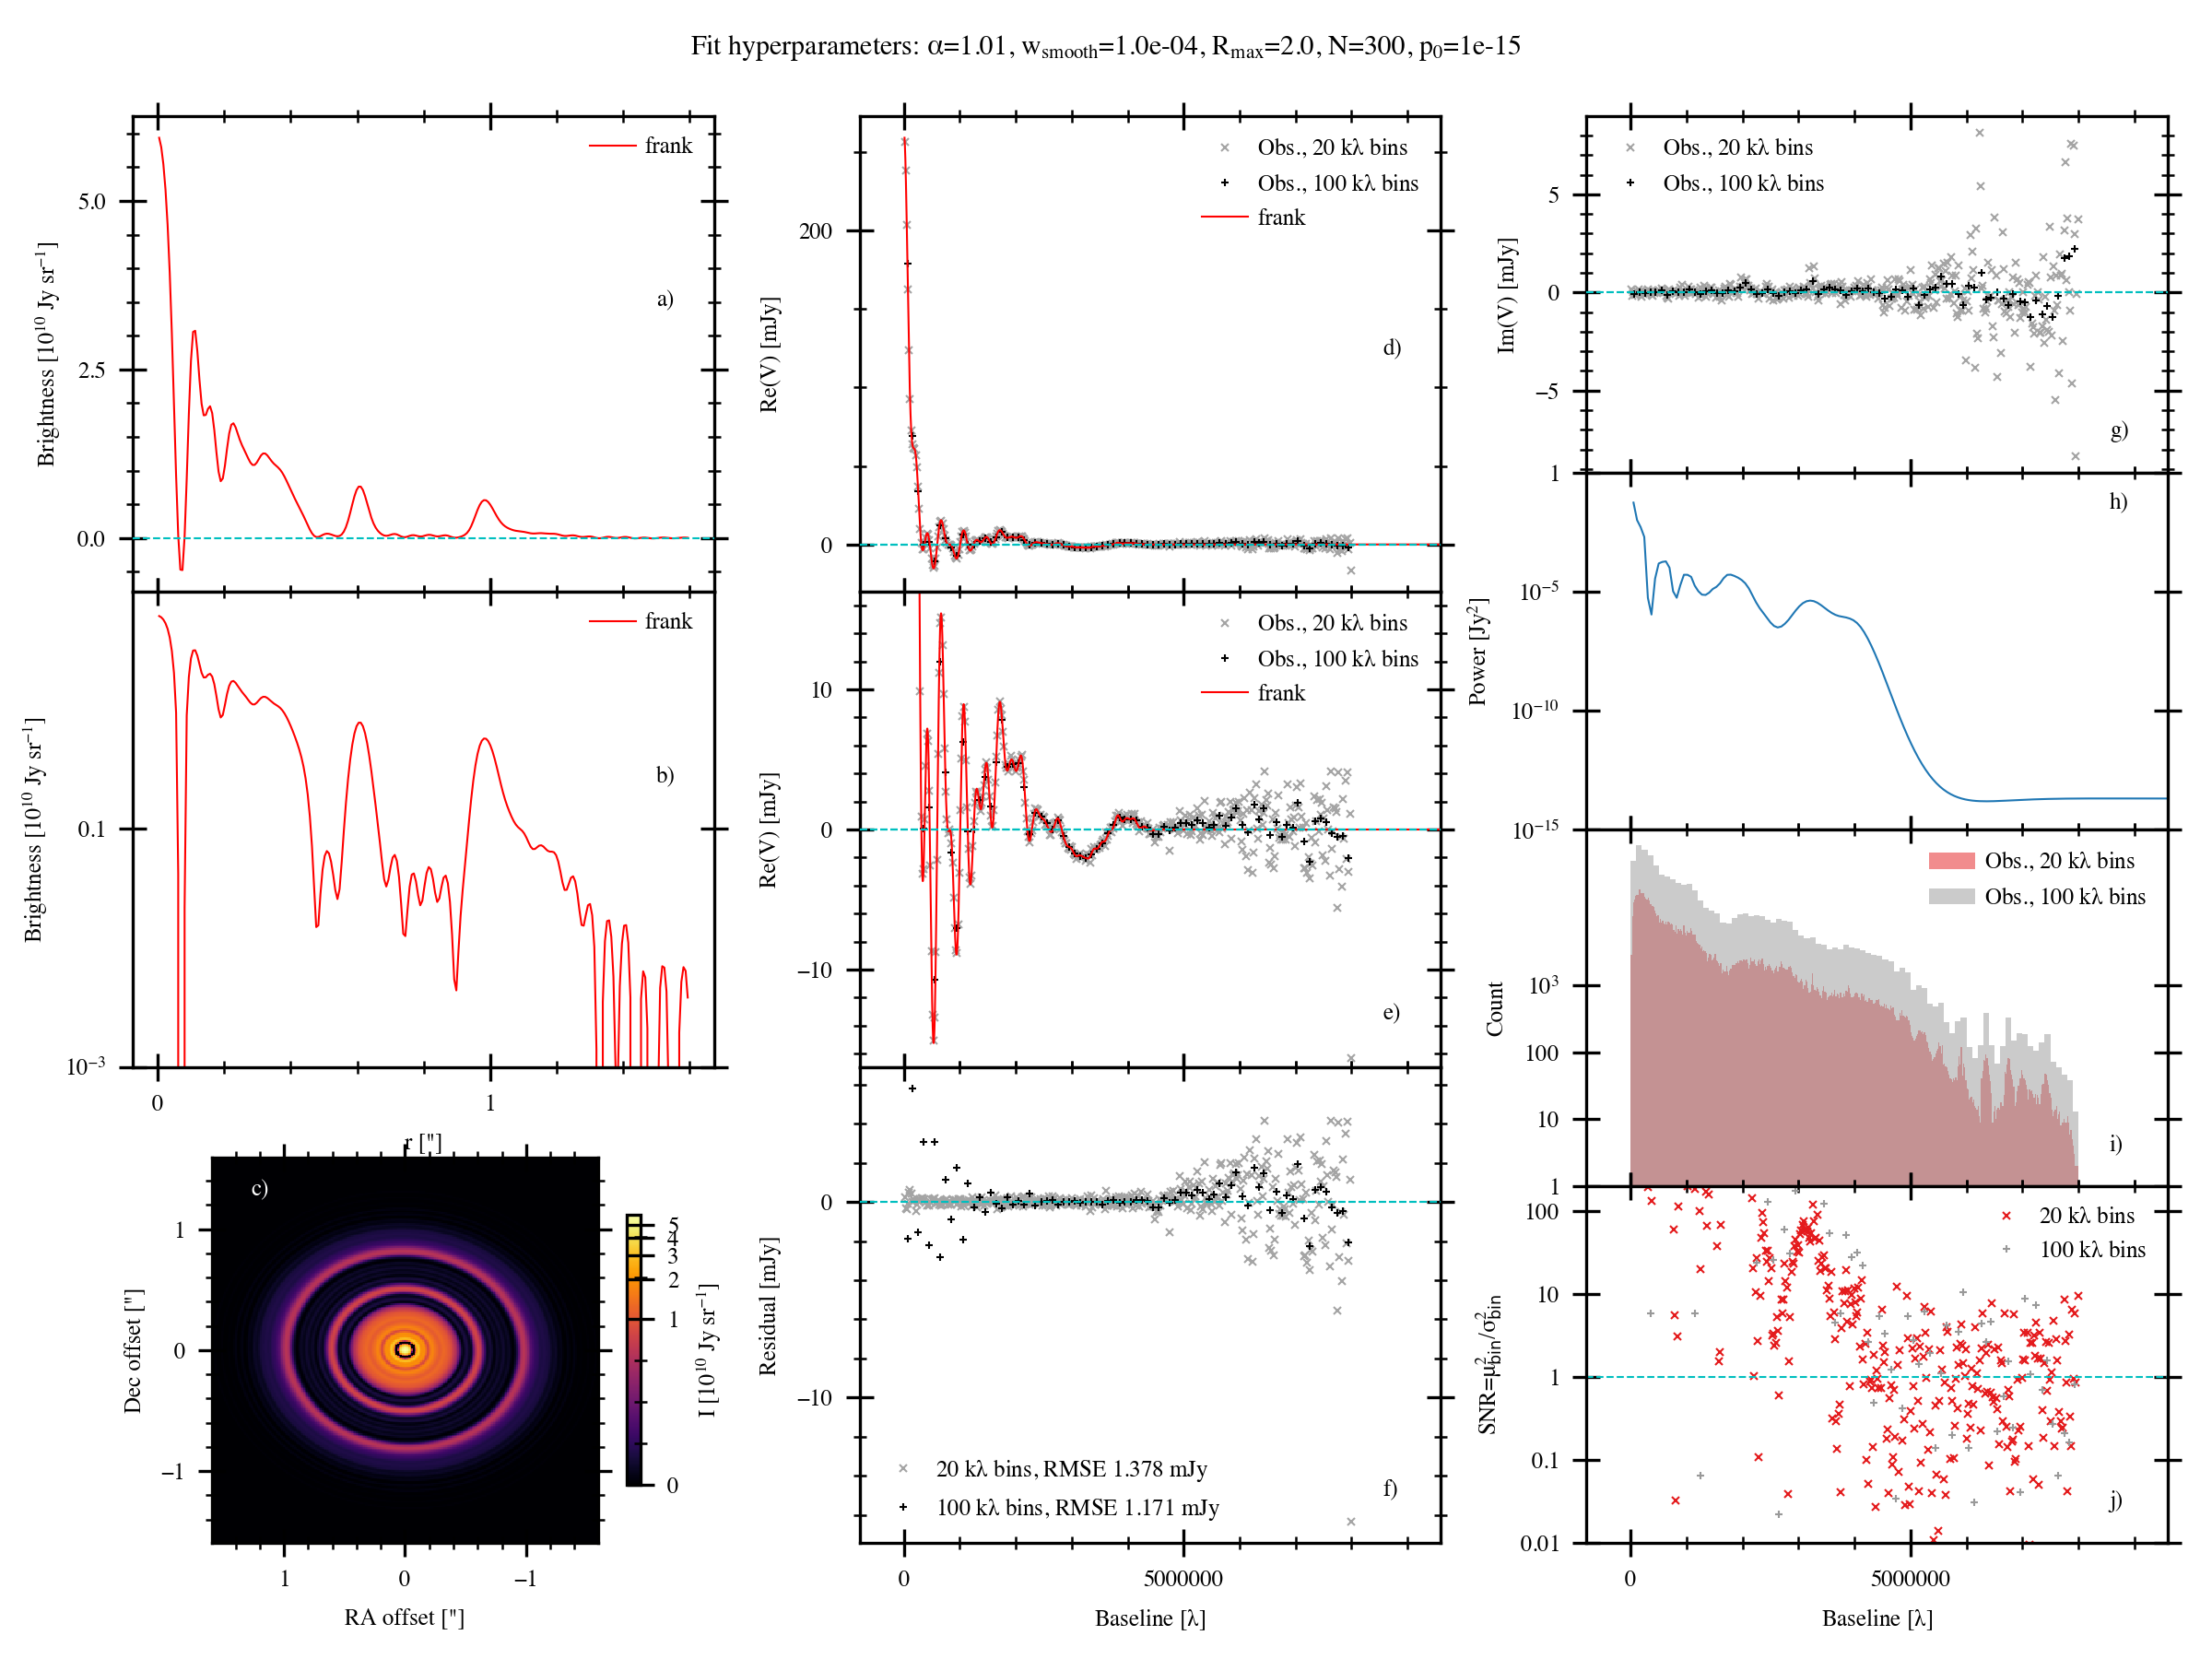 Fit hyperparameters: α=1.01, w_smooth=1.0e-04, R_max=2.0, N=300, p_0=1e-15
frank
5.0
2.5
0.0
Brightness [10^10 Jy sr^−1]
a)
frank
0.1
10^−3
Brightness [10^10 Jy sr^−1]
b)
0
1
r ["]
c)
1
0
−1
Dec offset ["]
1
0
−1
RA offset ["]
5
4
3
2
1
0
I [10^10 Jy sr^−1]
Obs., 20 kλ bins
Obs., 100 kλ bins
frank
200
0
Re(V) [mJy]
d)
Obs., 20 kλ bins
Obs., 100 kλ bins
frank
10
0
−10
Re(V) [mJy]
e)
0
−10
Residual [mJy]
20 kλ bins, RMSE 1.378 mJy
100 kλ bins, RMSE 1.171 mJy
f)
0
5000000
Baseline [λ]
Obs., 20 kλ bins
Obs., 100 kλ bins
5
0
−5
Im(V) [mJy]
g)
1
10^−5
10^−10
10^−15
Power [Jy^2]
h)
Obs., 20 kλ bins
Obs., 100 kλ bins
10^3
100
10
1
Count
i)
20 kλ bins
100 kλ bins
100
10
1
0.1
0.01
SNR=μ^2_bin/σ^2_bin
j)
0
5000000
Baseline [λ]